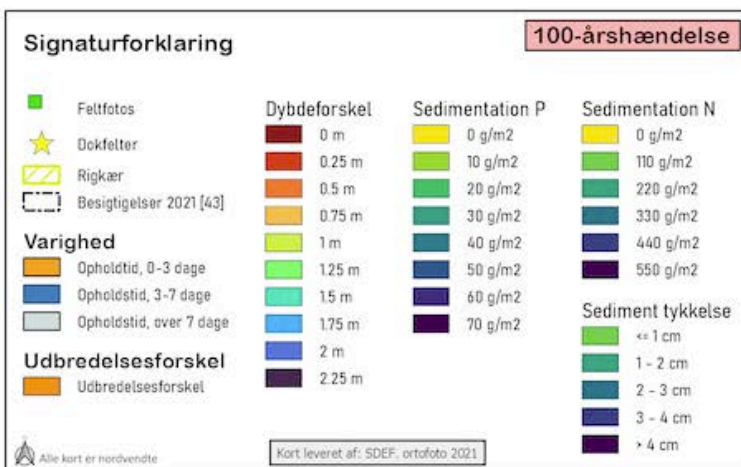 Signaturforklaring
100-årshændelse
Feltfotos
Dokfelter
Rigkær
Besigtigelser 2021 [43]
Varighed
Opholdtid, 0-3 dage
Opholdstid, 3-7 dage
Opholdstid, over 7 dage
Udbredelsesforskel
Udbredelsesforskel
Dybdeforskel
0 m
0.25 m
0.5 m
0.75 m
1 m
1.25 m
1.5 m
1.75 m
2 m
2.25 m
Sedimentation P
0 g/m2
10 g/m2
20 g/m2
30 g/m2
40 g/m2
50 g/m2
60 g/m2
70 g/m2
Sedimentation N
0 g/m2
110 g/m2
220 g/m2
330 g/m2
440 g/m2
550 g/m2
Sediment tykkelse
<= 1 cm
1 - 2 cm
2 - 3 cm
3 - 4 cm
> 4 cm
Alle kort er nordvendte
Kort leveret af: SDEF, ortofoto 2021